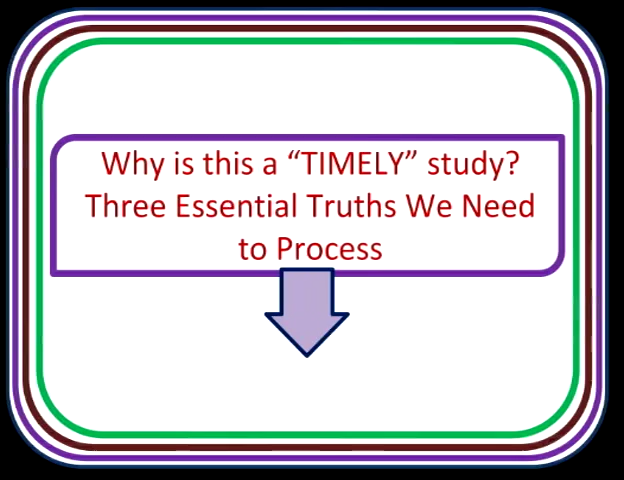 Why is this a “TIMELY” study?
Three Essential Truths We Need
to Process